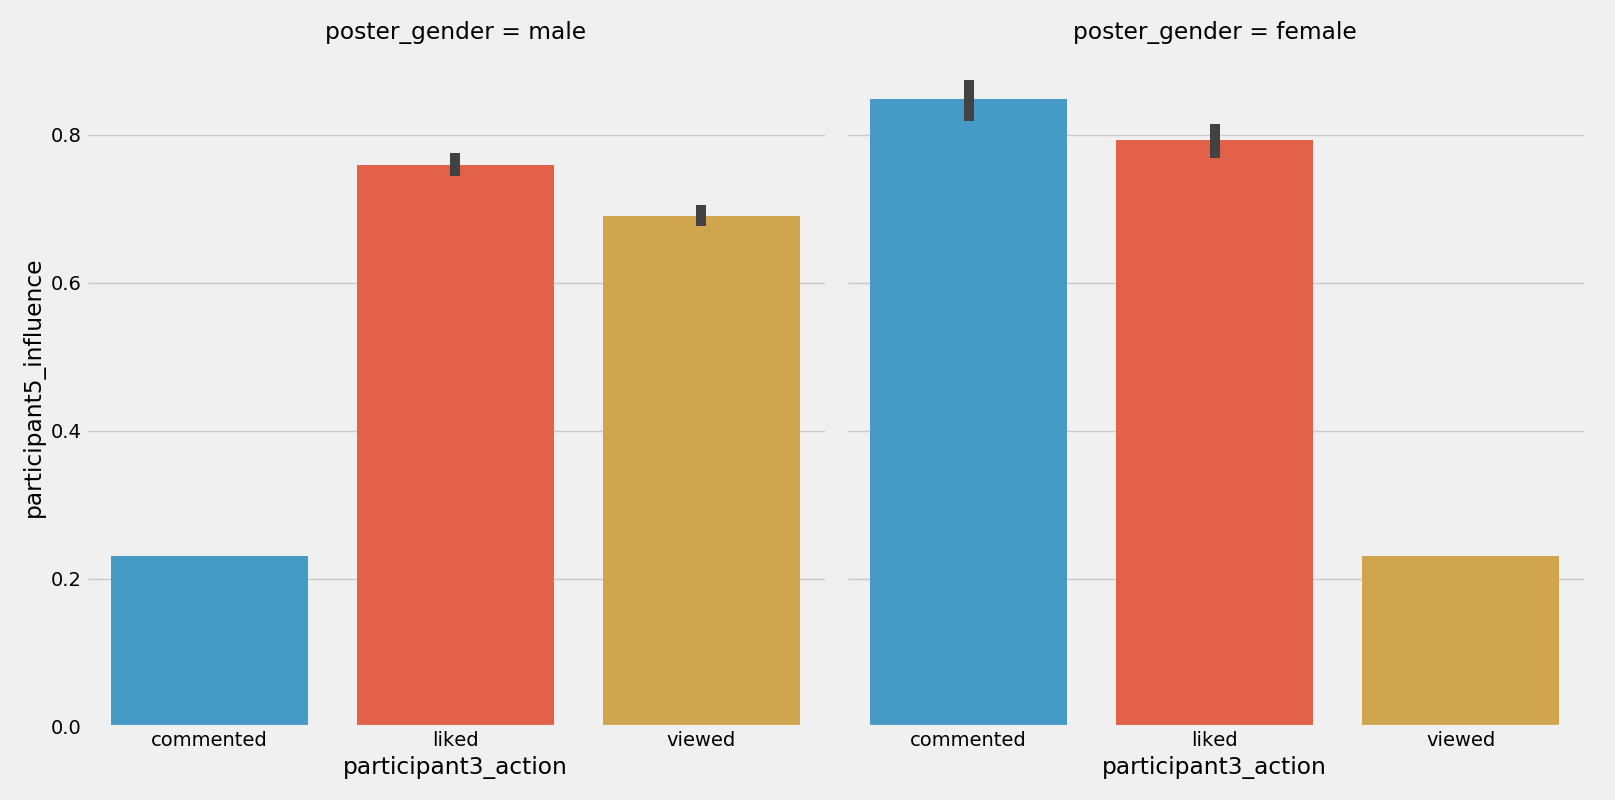 poster_gender = male
poster_gender = female
participant5_influence
0.8
0.6
0.4
0.2
0.0
commented liked viewed
participant3_action
commented liked viewed
participant3_action